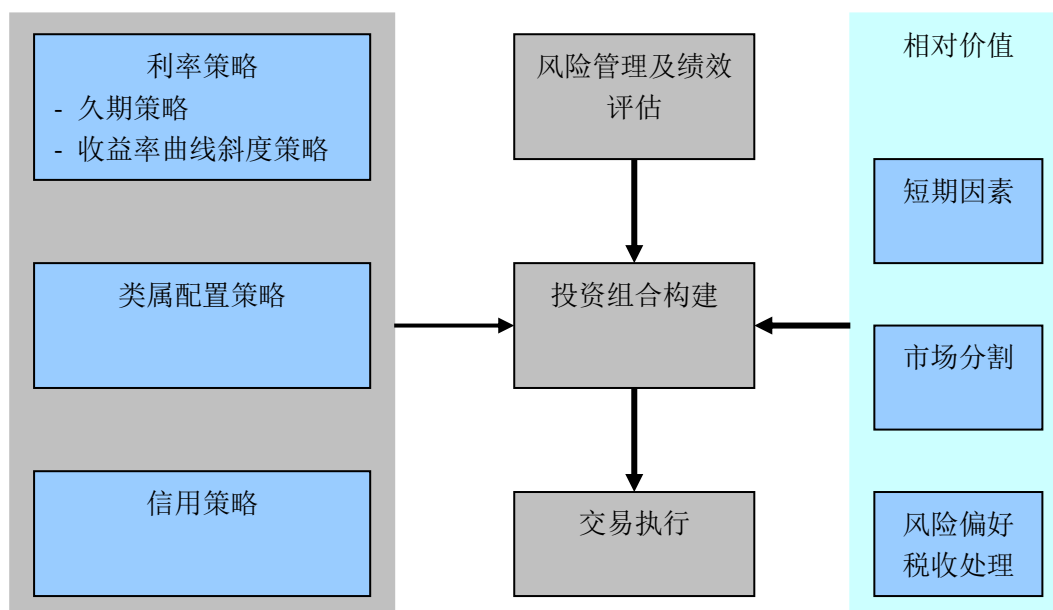 利率策略
- 久期策略
- 收益率曲线斜度策略
类属配置策略
信用策略
风险管理及绩效
评估
投资组合构建
交易执行
相对价值
短期因素
市场分割
风险偏好
税收处理